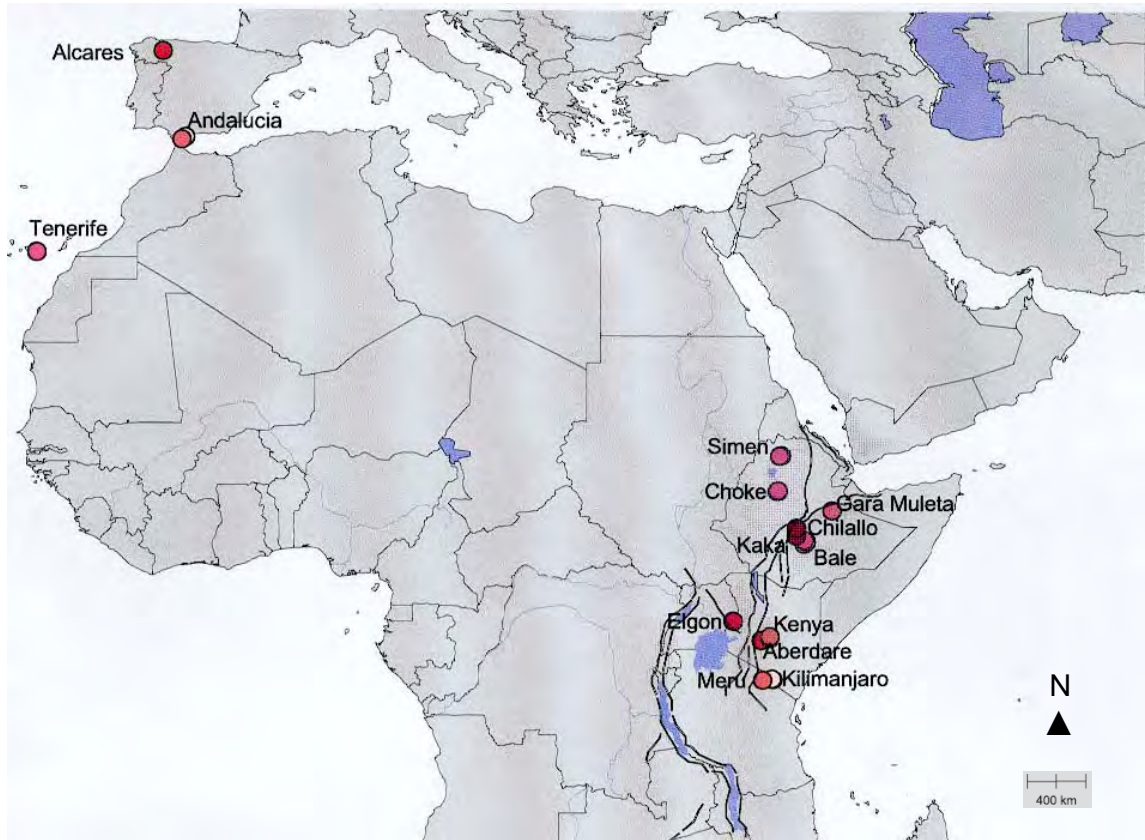 Alcares
Andalucia
Tenerife
Simen
Choke
Gara Muleta
Chilallo
Kaka
Bale
Elgon
Kenya
Aberdare
Meru
Kilimanjaro
N
400 km